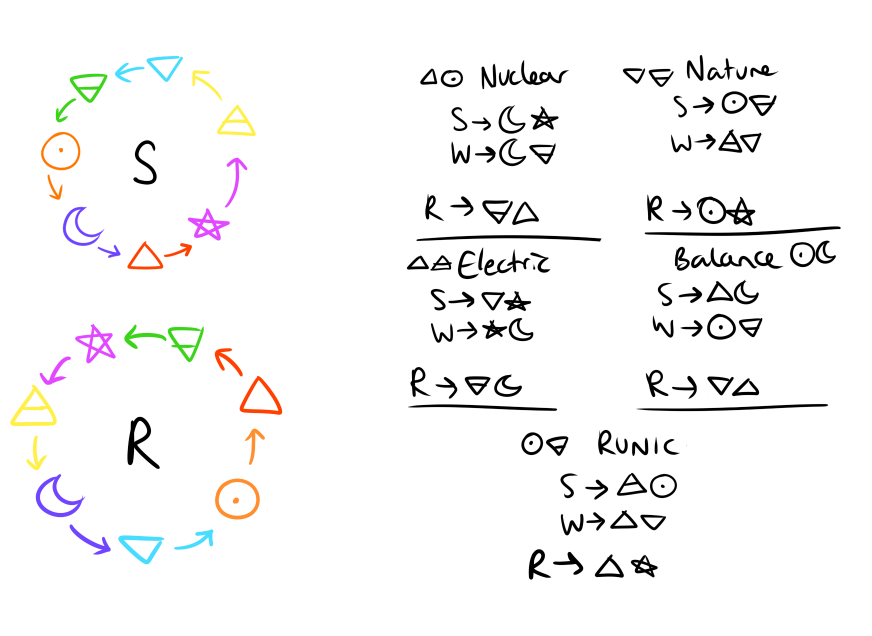 S
R
△☉ Nuclear
S→☾☆
W→☾🜃
R→🜃△
▽🜃 Nature
S→☉🜃
W→🜁▽
R→☉☆
△🜁 Electric
S→▽☆
W→☆☾
R→🜃☾
Balance ☉☾
S→△☾
W→☉🜃
R→▽△
☉🜃 RUNIC
S→🜁☉
W→△▽
R→△☆